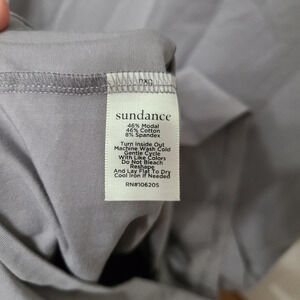 sundance
46% Modal
46% Cotton
8% Spandex
Turn Inside Out
Machine Wash Cold
Gentle Cycle
With Like Colors
Do Not Bleach
Reshape
And Lay Flat To Dry
Cool Iron If Needed
RN#106205